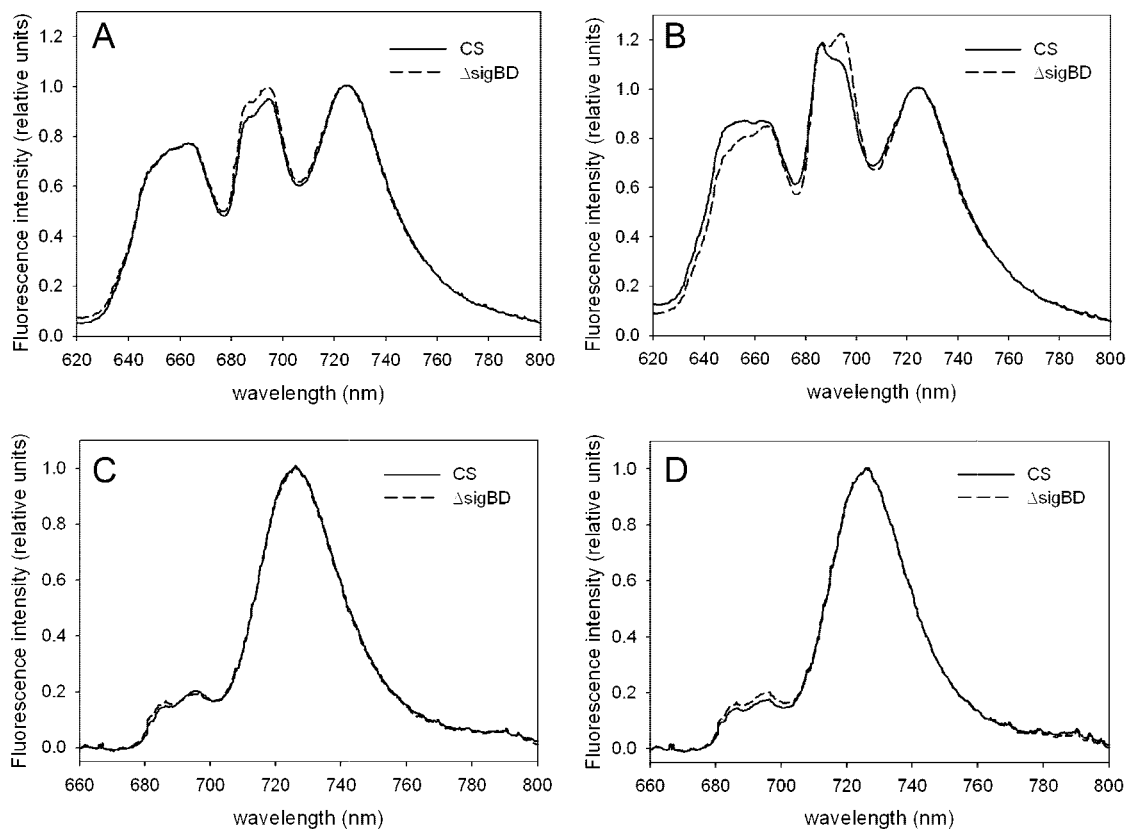 A
Fluorescence intensity (relative units)
1.2
1.0
0.8
0.6
0.4
0.2
0.0
CS
ΔsigBD
620 640 660 680 700 720 740 760 780 800
wavelength (nm)
B
Fluorescence intensity (relative units)
1.2
1.0
0.8
0.6
0.4
0.2
0.0
CS
ΔsigBD
620 640 660 680 700 720 740 760 780 800
wavelength (nm)
C
Fluorescence intensity (relative units)
1.0
0.8
0.6
0.4
0.2
0.0
CS
ΔsigBD
660 680 700 720 740 760 780 800
wavelength (nm)
D
Fluorescence intensity (relative units)
1.0
0.8
0.6
0.4
0.2
0.0
CS
ΔsigBD
660 680 700 720 740 760 780 800
wavelength (nm)